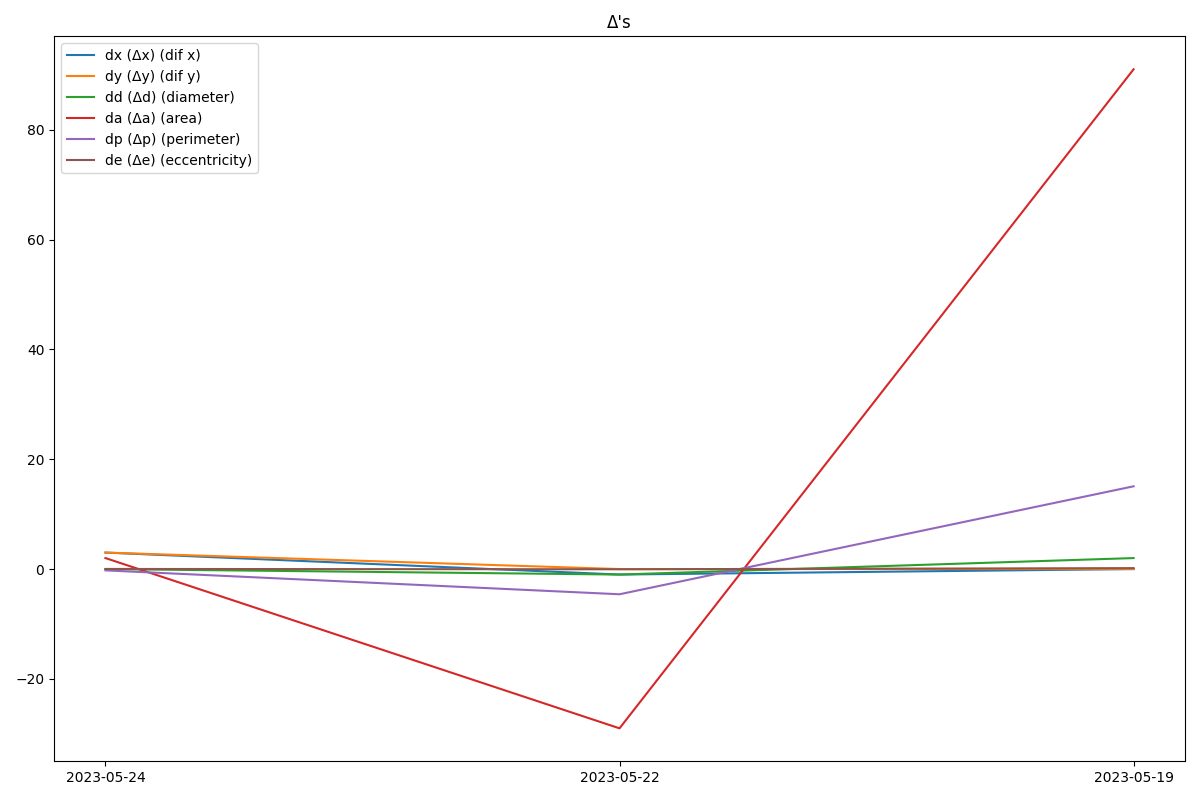 Δ's
dx (Δx) (dif x)
dy (Δy) (dif y)
dd (Δd) (diameter)
da (Δa) (area)
dp (Δp) (perimeter)
de (Δe) (eccentricity)
80
60
40
20
0
−20
2023-05-24
2023-05-22
2023-05-19